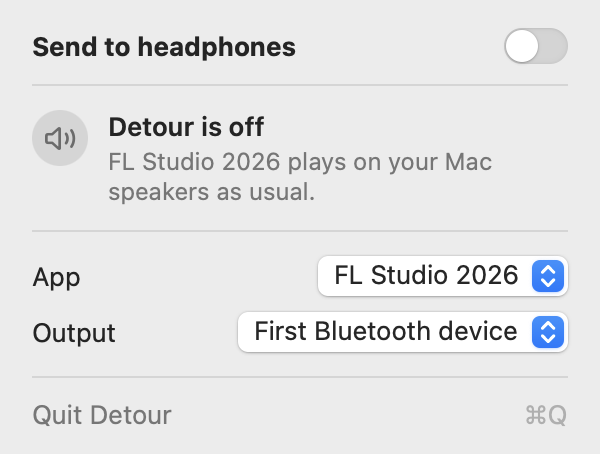 Send to headphones
Detour is off
FL Studio 2026 plays on your Mac
speakers as usual.
App
FL Studio 2026
Output
First Bluetooth device
Quit Detour
⌘Q